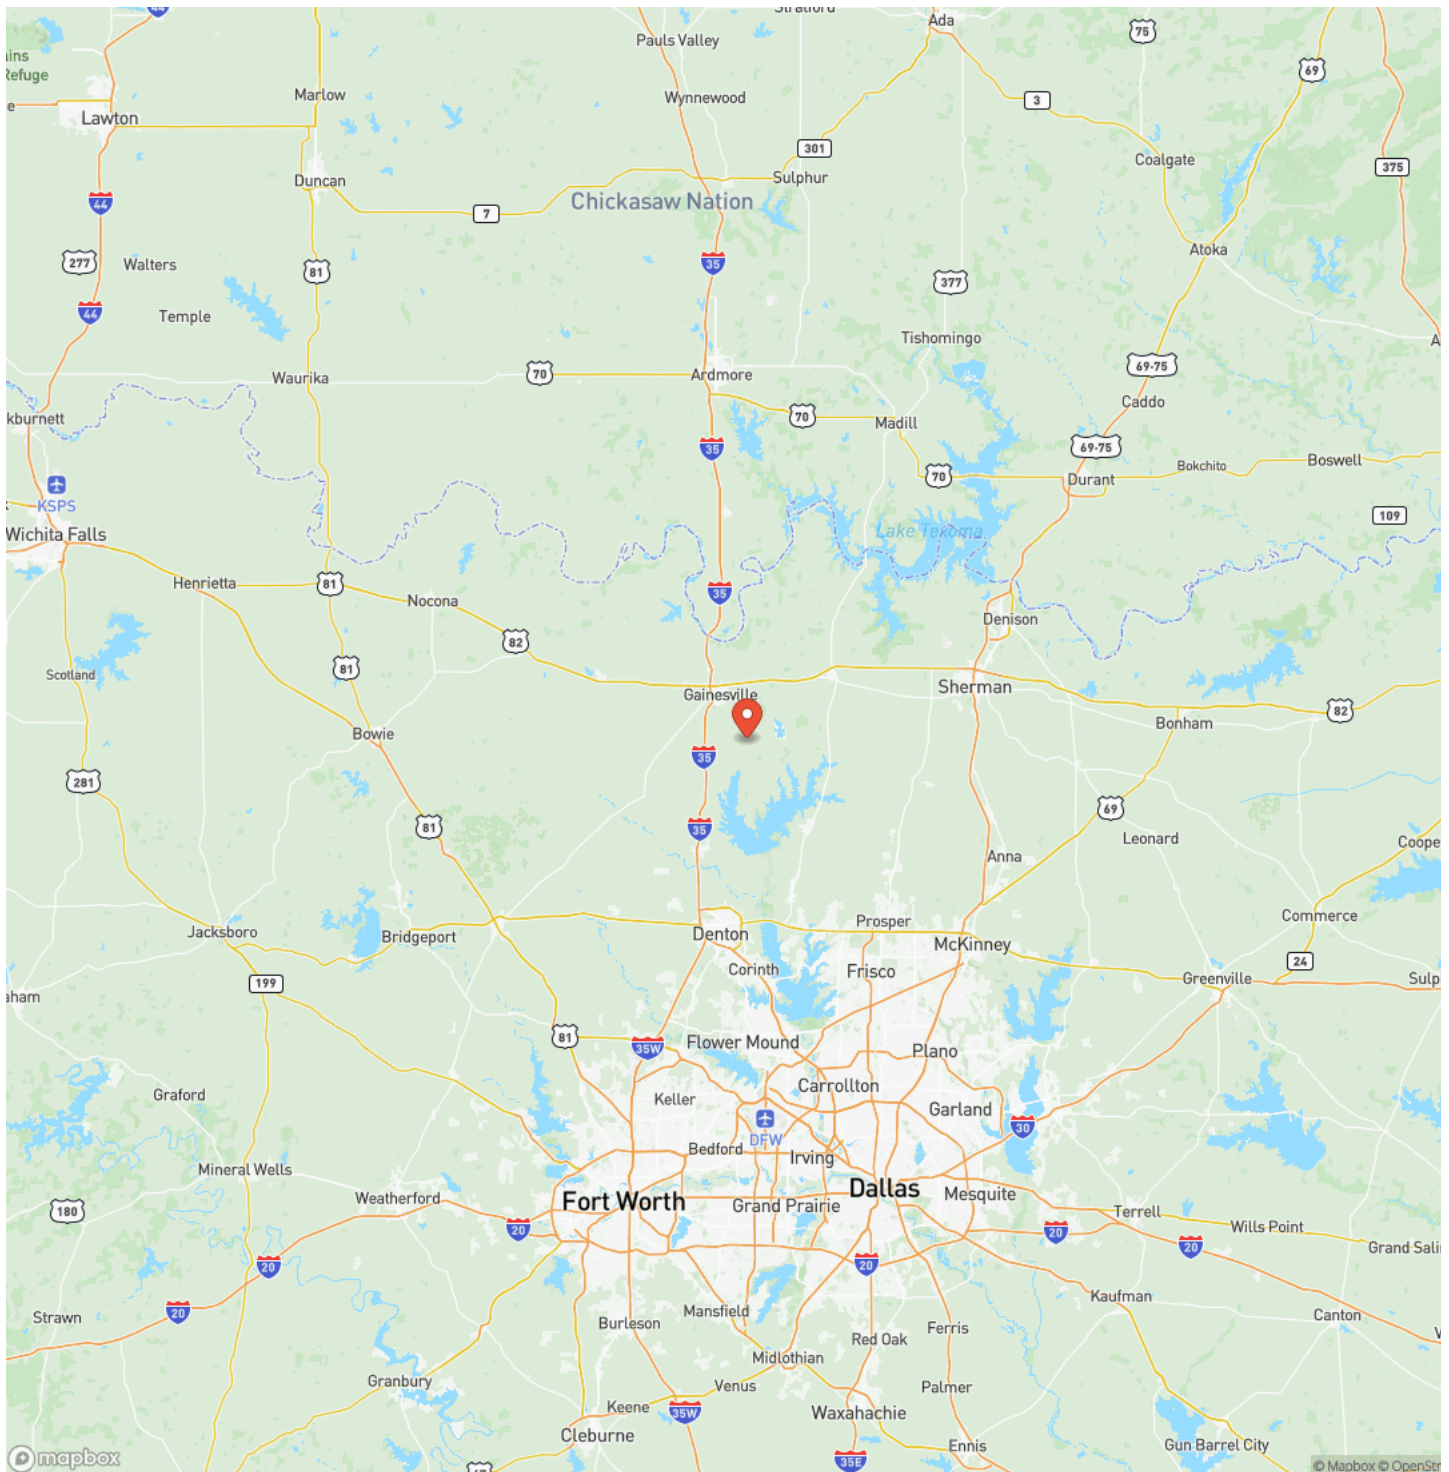 44
Stratford
Ada
75
Pauls Valley
ains
Refuge
69
Marlow
Wynnewood
3
Lawton
301
Coalgate
375
Duncan
Sulphur
44
Chickasaw Nation
7
277
Walters
81
35
Atoka
377
44
Temple
Tishomingo
69-75
Waurika
70
Ardmore
A
Caddo
kburnett
70
Madill
35
69-75
Bokchito
Boswell
KSPS
70
Durant
109
Wichita Falls
Lake Texoma
Henrietta
81
Nocona
35
Denison
82
Scotland
81
Gainesville
Sherman
82
Bonham
Bowie
35
281
69
81
35
Leonard
Coope
Anna
Commerce
Jacksboro
Bridgeport
Denton
Prosper
McKinney
24
Corinth
Frisco
199
Greenville
Sulp
aham
81
35W
Flower Mound
Plano
Graford
Keller
Carrollton
Garland
DFW
30
Bedford
Irving
Mineral Wells
Weatherford
Fort Worth
Grand Prairie
Dallas
Mesquite
180
Terrell
20
20
Wills Point
20
Grand Sali
20
20
Strawn
20
Mansfield
Kaufman
Canton
Burleson
Red Oak
Ferris
V
Midlothian
Granbury
Venus
Palmer
Keene
35W
Waxahachie
Cleburne
Ennis
Gun Barrel City
35E
67
mapbox
© Mapbox © OpenStr